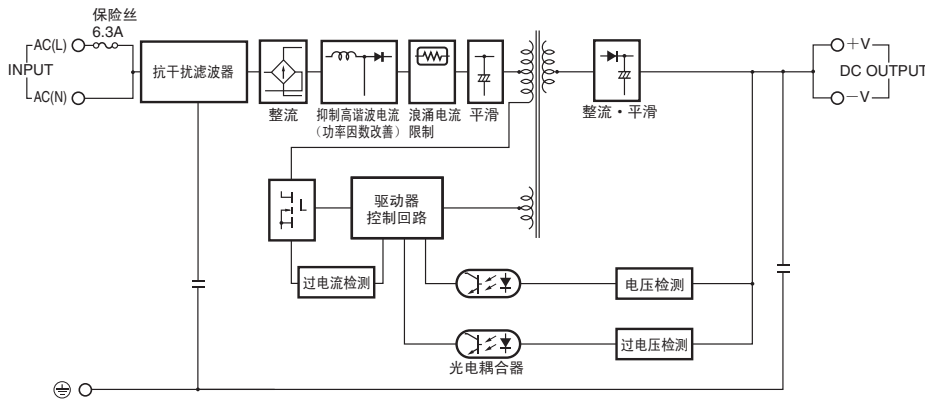 保险丝
6.3A
AC(L)
INPUT
AC(N)
抗干扰滤波器
整流
抑制高谐波电流
（功率因数改善）
浪涌电流
限制
平滑
整流・平滑
+V
DC OUTPUT
-V
驱动器
控制回路
过电流检测
电压检测
过电压检测
光电耦合器